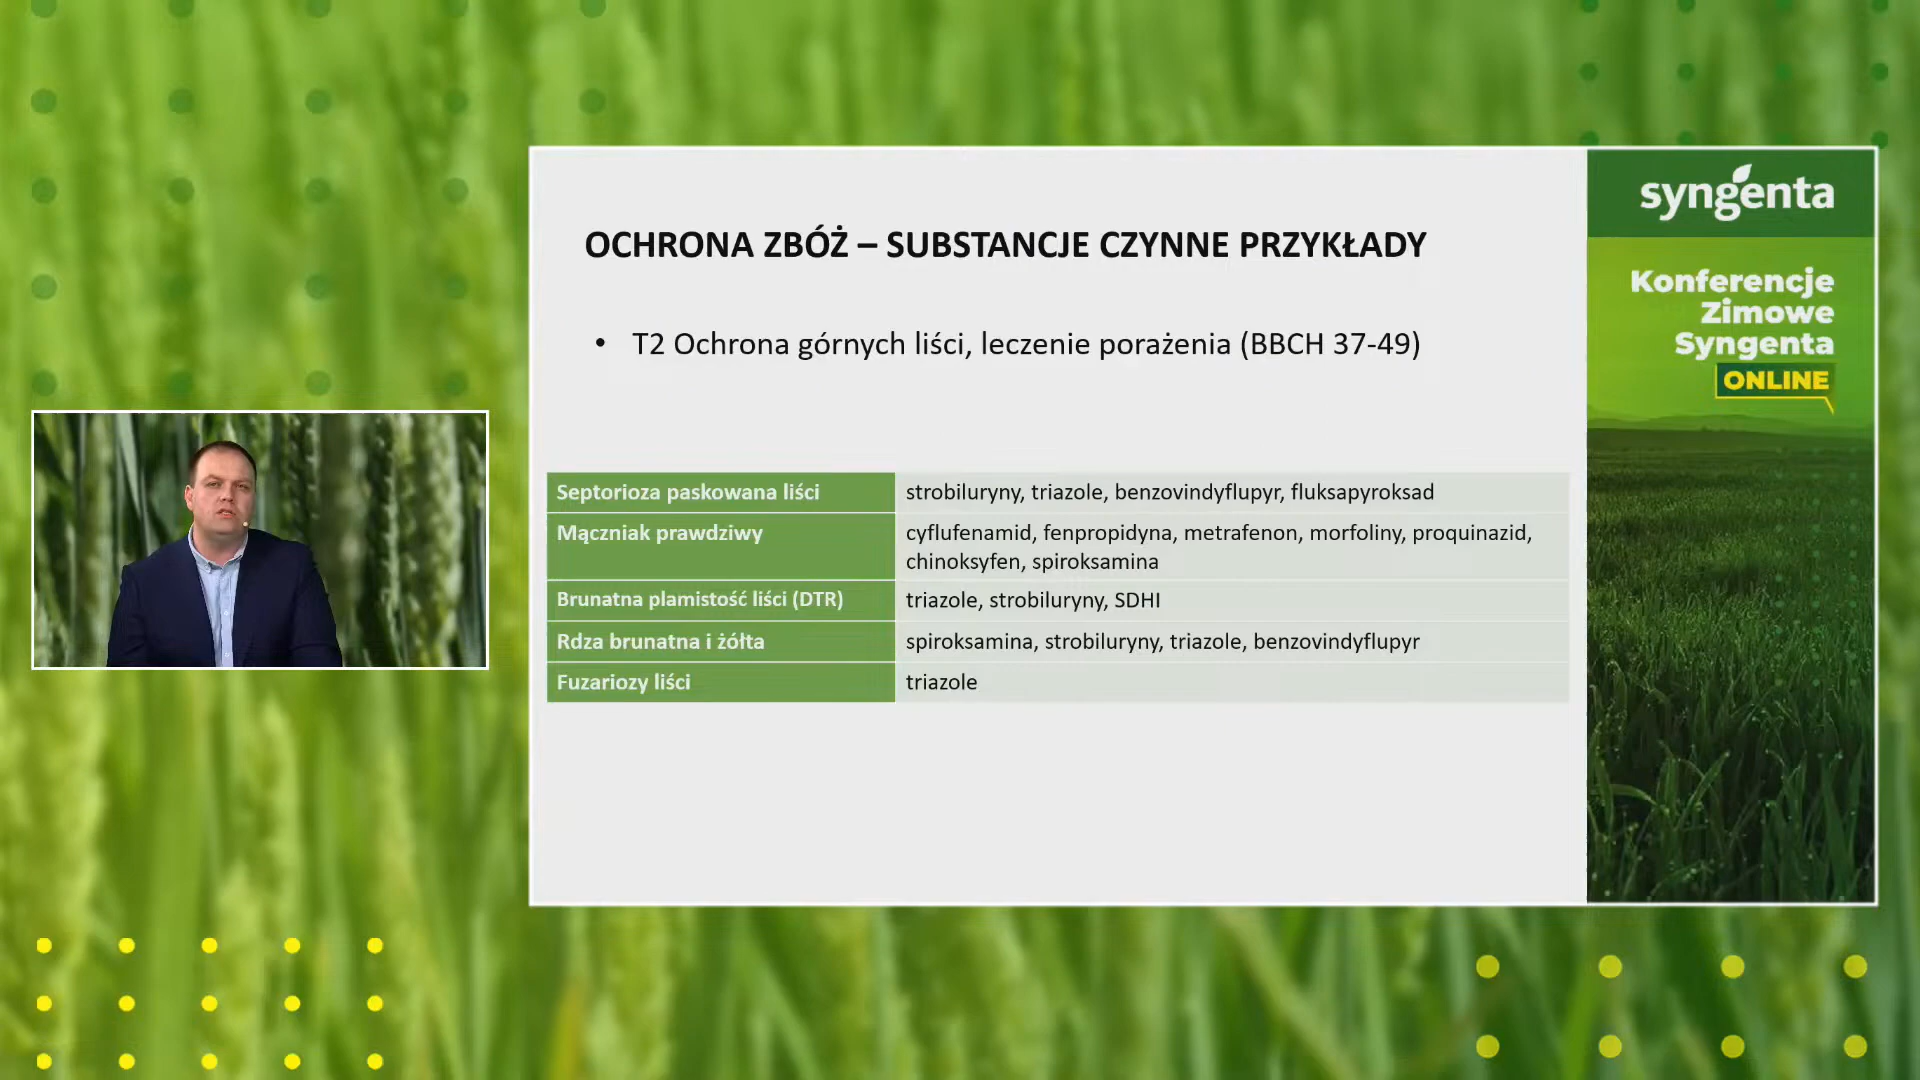 OCHRONA ZBÓŻ – SUBSTANCJE CZYNNE PRZYKŁADY
• T2 Ochrona górnych liści, leczenie porażenia (BBCH 37-49)
Septorioza paskowana liści strobiluryny, triazole, benzovindyflupyr, fluksapyroksad
Mączniak prawdziwy cyflufenamid, fenpropidyna, metrafenon, morfoliny, proquinazid,
chinoksyfen, spiroksamina
Brunatna plamistość liści (DTR) triazole, strobiluryny, SDHI
Rdza brunatna i żółta spiroksamina, strobiluryny, triazole, benzovindyflupyr
Fuzariozy liści triazole
syngenta
Konferencje
Zimowe
Syngenta
ONLINE